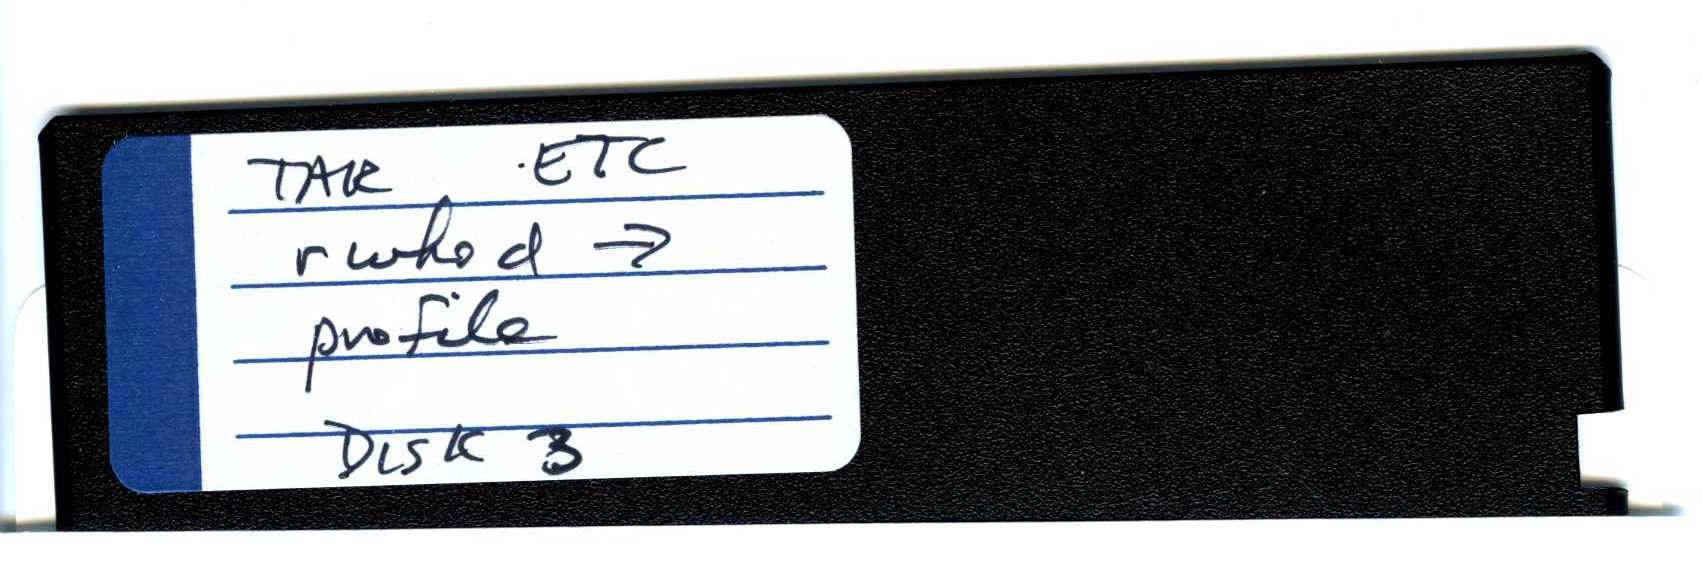 TAR .ETC
rwhod →
profile
DISK 3